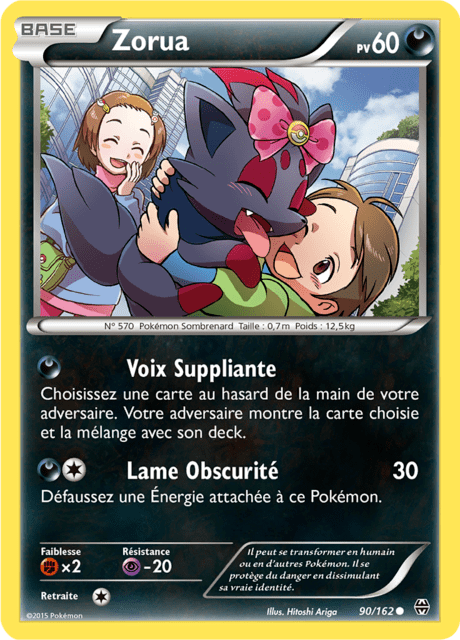 BASE
Zorua
PV60
N° 570 Pokémon Sombrenard Taille : 0,7m Poids : 12,5kg
Voix Suppliante
Choisissez une carte au hasard de la main de votre
adversaire. Votre adversaire montre la carte choisie
et la mélange avec son deck.
Lame Obscurité 30
Défaussez une Énergie attachée à ce Pokémon.
Faiblesse
×2
Résistance
-20
Retraite
Il peut se transformer en humain
ou en d'autres Pokémon. Il se
protège du danger en dissimulant
sa vraie identité.
©2015 Pokémon
Illus. Hitoshi Ariga
90/162